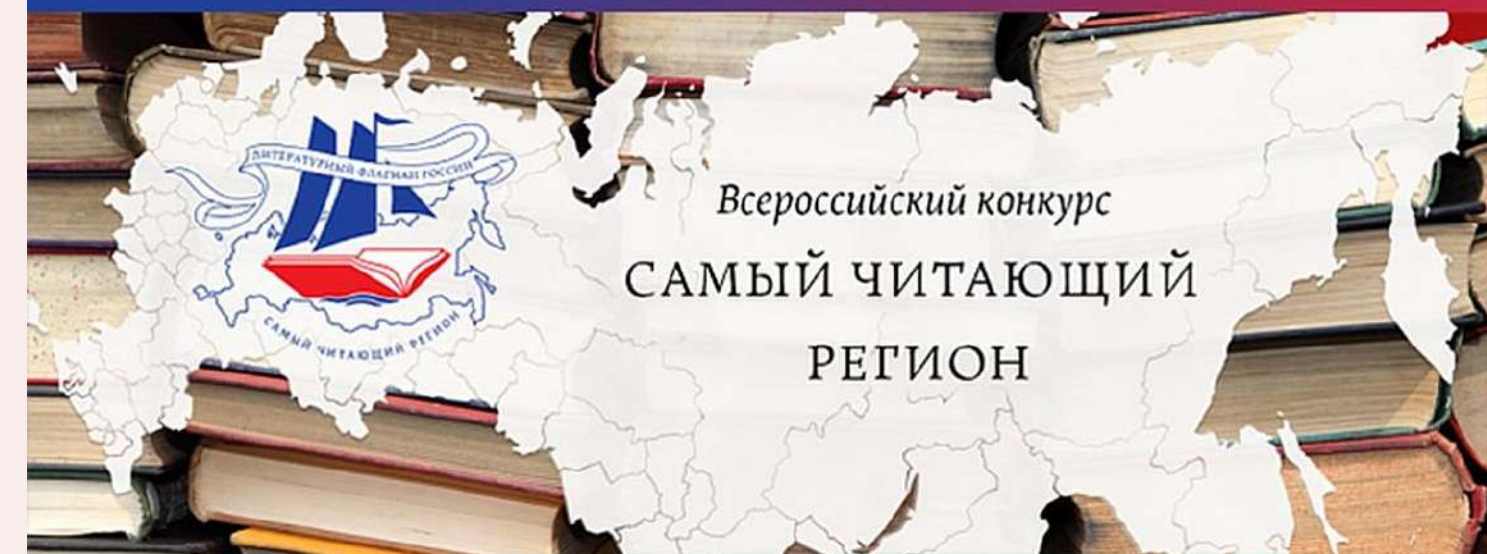 ЛИТЕРАТУРНЫЙ ФЛАГМАН РОССИИ
САМЫЙ ЧИТАЮЩИЙ РЕГИОН
Всероссийский конкурс
САМЫЙ ЧИТАЮЩИЙ
РЕГИОН